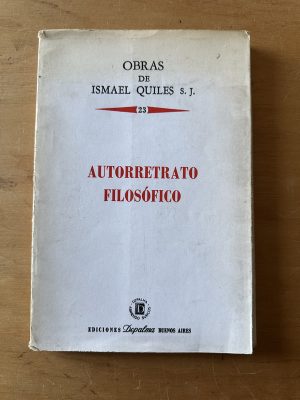 OBRAS
DE
ISMAEL QUILES S. J.
23
AUTORRETRATO
FILOSÓFICO
EDICIONES Depalma BUENOS AIRES